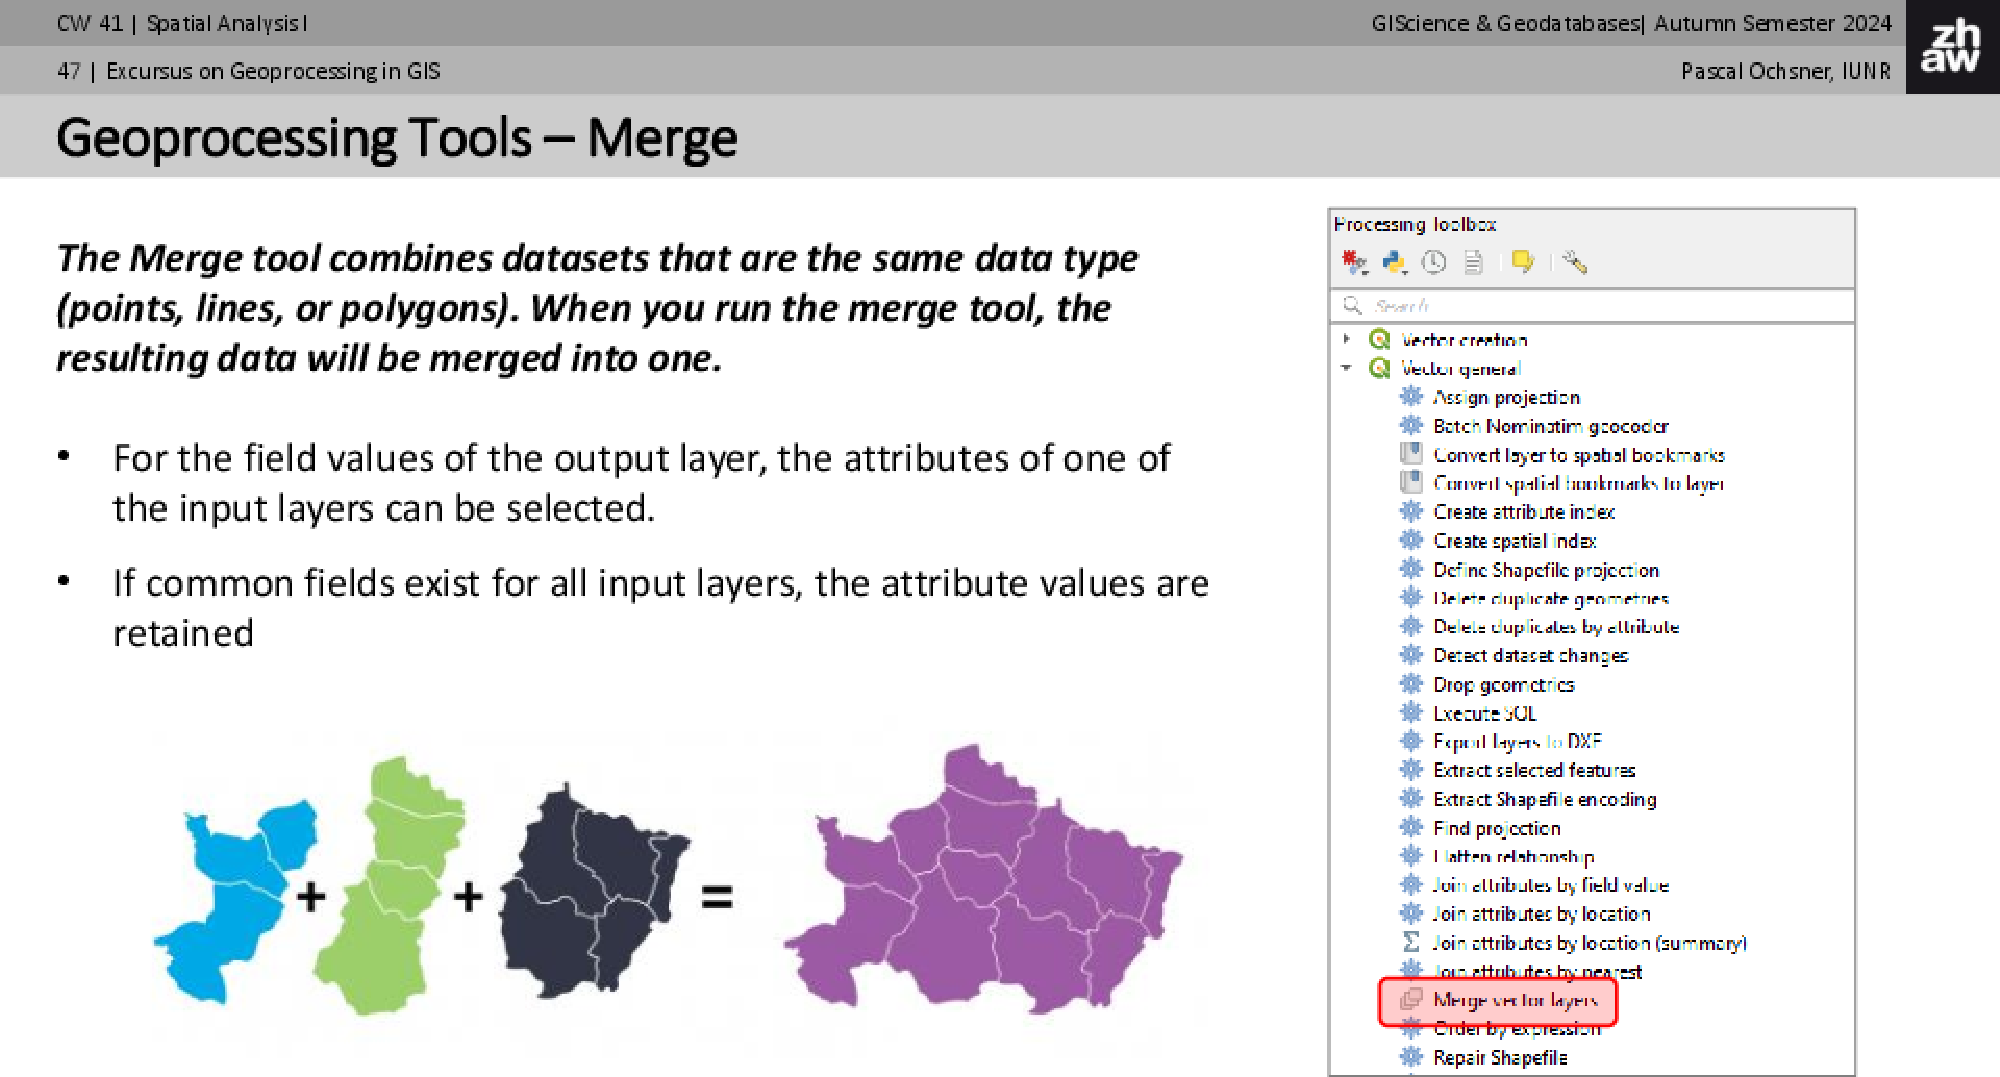 CW 41 | Spatial Analysis I
GIScience & Geodatabases| Autumn Semester 2024
zh
aw
47 | Excursus on Geoprocessing in GIS
Pascal Ochsner, IUNR
Geoprocessing Tools – Merge
The Merge tool combines datasets that are the same data type
(points, lines, or polygons). When you run the merge tool, the
resulting data will be merged into one.
• For the field values of the output layer, the attributes of one of
the input layers can be selected.
• If common fields exist for all input layers, the attribute values are
retained
+ + =
Processing Toolbox
Search
Vector creation
Vector general
Assign projection
Batch Nominatim geocoder
Convert layer to spatial bookmarks
Convert spatial bookmarks to layer
Create attribute index
Create spatial index
Define Shapefile projection
Delete duplicate geometries
Delete duplicates by attribute
Detect dataset changes
Drop geometries
Execute SQL
Export layers to DXF
Extract selected features
Extract Shapefile encoding
Find projection
Flatten relationship
Join attributes by field value
Join attributes by location
Join attributes by location (summary)
Join attributes by nearest
Merge vector layers
Order by expression
Repair Shapefile